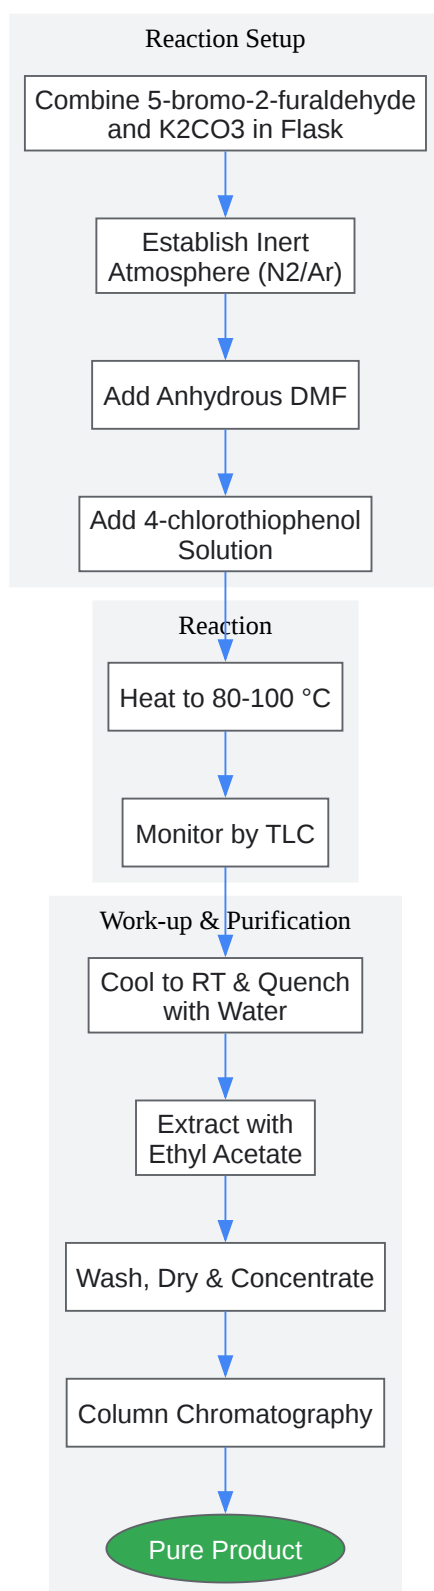 Reaction Setup
Combine 5-bromo-2-furaldehyde
and K2CO3 in Flask
Establish Inert
Atmosphere (N2/Ar)
Add Anhydrous DMF
Add 4-chlorothiophenol
Solution
Reaction
Heat to 80-100 °C
Monitor by TLC
Work-up & Purification
Cool to RT & Quench
with Water
Extract with
Ethyl Acetate
Wash, Dry & Concentrate
Column Chromatography
Pure Product